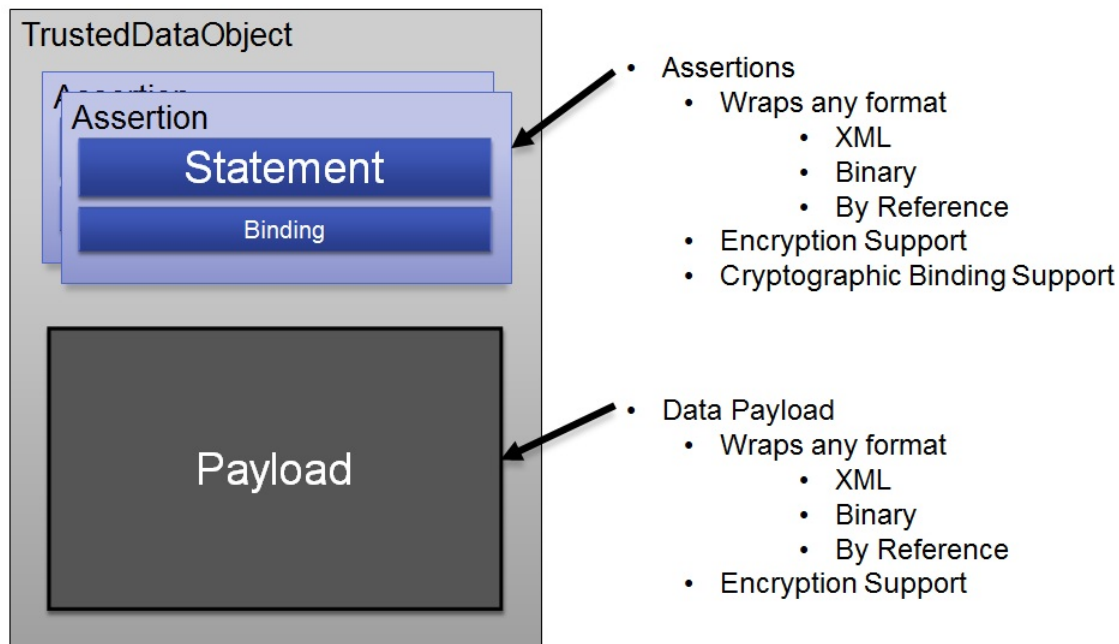 TrustedDataObject
Assertion
Statement
Binding
Payload
• Assertions
• Wraps any format
• XML
• Binary
• By Reference
• Encryption Support
• Cryptographic Binding Support
• Data Payload
• Wraps any format
• XML
• Binary
• By Reference
• Encryption Support